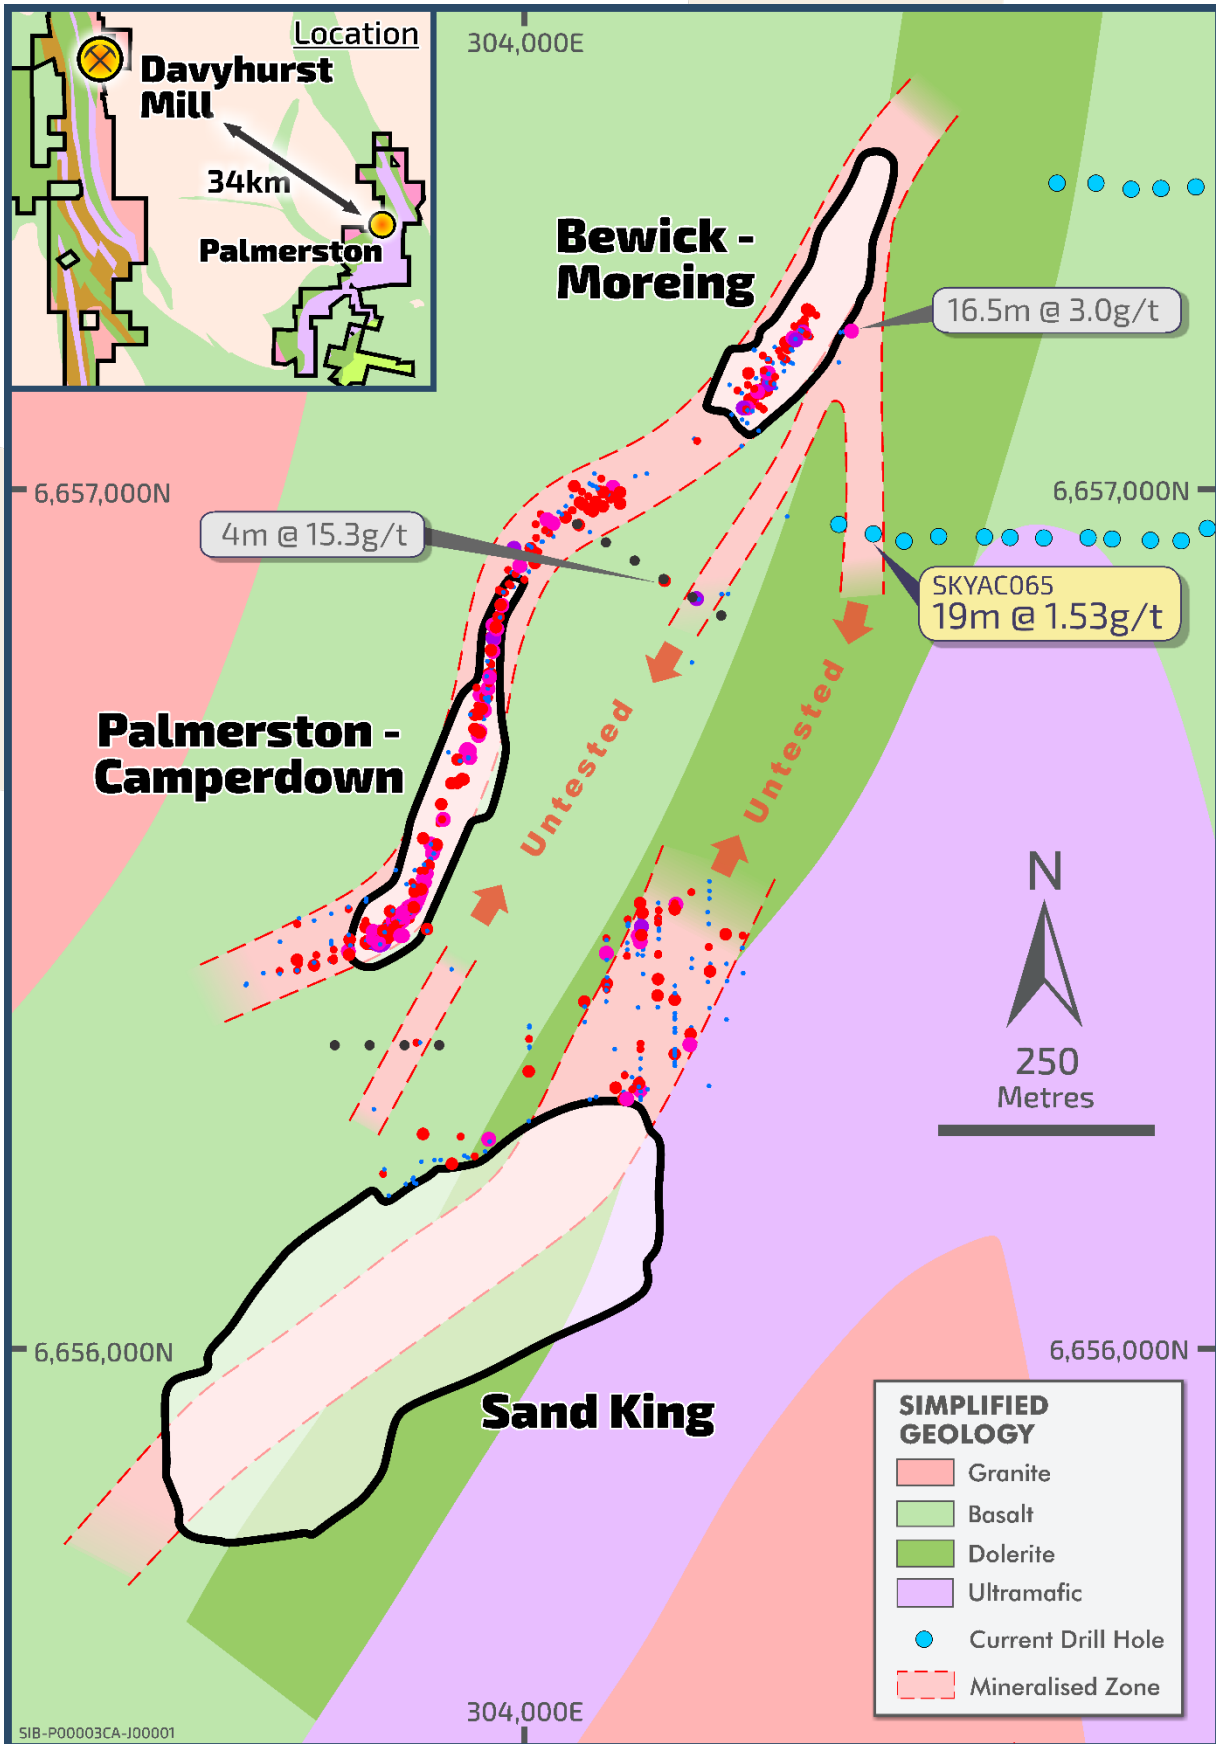 Location
Davyhurst
Mill
34km
Palmerston
304,000E
Bewick -
Moreing
16.5m @ 3.0g/t
6,657,000N
6,657,000N
4m @ 15.3g/t
SKYAC065
19m @ 1.53g/t
Untested
Untested
Palmerston -
Camperdown
N
250
Metres
6,656,000N
6,656,000N
Sand King
SIMPLIFIED
GEOLOGY
Granite
Basalt
Dolerite
Ultramafic
Current Drill Hole
Mineralised Zone
304,000E
SIB-P00003CA-J00001